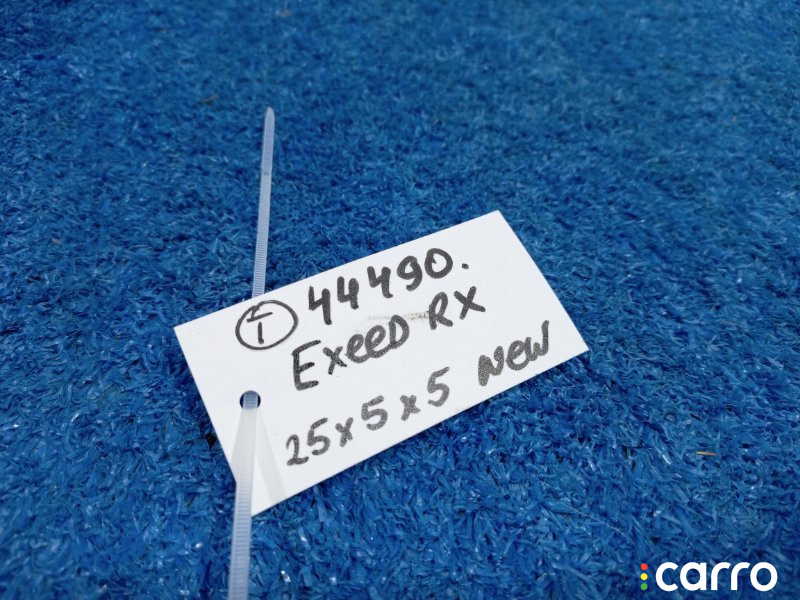 ① 44490.
Exeed RX
25x5x5 New
carro